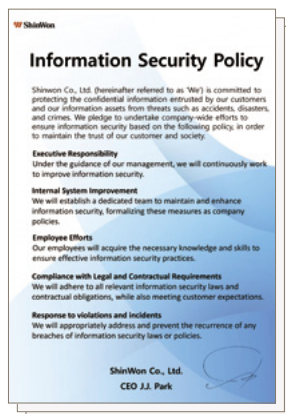 ShinWon
Information Security Policy
Shinwon Co., Ltd. (hereinafter referred to as 'We') is committed to
protecting the confidential information entrusted by our customers
and our information assets from threats such as accidents, disasters,
and crimes. We pledge to undertake company-wide efforts to
ensure information security based on the following policy, in order
to maintain the trust of our customer and society.
Executive Responsibility
Under the guidance of our management, we will continuously work
to improve information security.
Internal System Improvement
We will establish a dedicated team to maintain and enhance
information security, formalizing these measures as company
policies.
Employee Efforts
Our employees will acquire the necessary knowledge and skills to
ensure effective information security practices.
Compliance with Legal and Contractual Requirements
We will adhere to all relevant information security laws and
contractual obligations, while also meeting customer expectations.
Response to violations and incidents
We will appropriately address and prevent the recurrence of any
breaches of information security laws or policies.
ShinWon Co., Ltd.
CEO J.J. Park